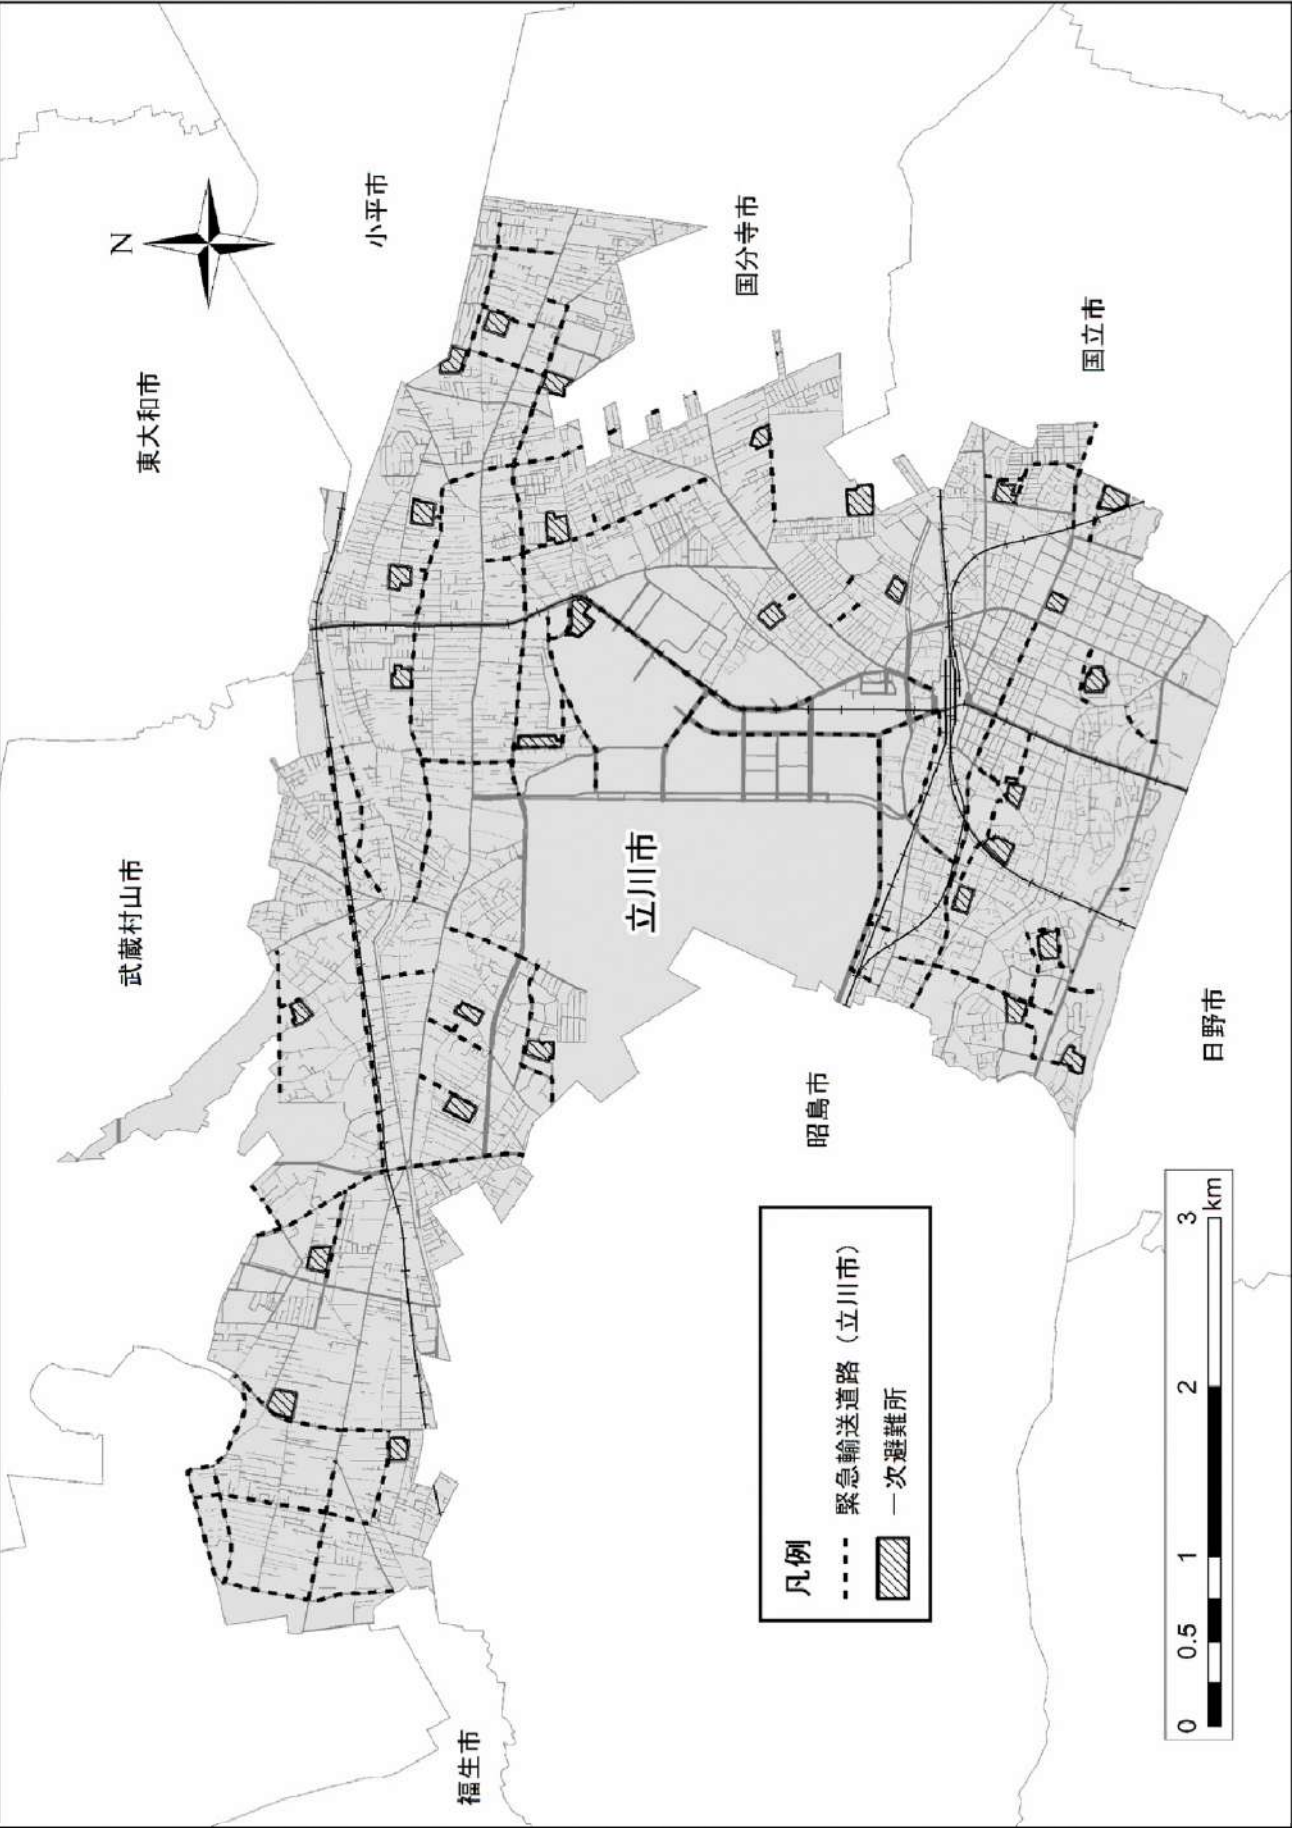 N
東大和市
小平市
武蔵村山市
国分寺市
国立市
立川市
福生市
昭島市
日野市
凡例
緊急輸送道路（立川市）
一次避難所
0 0.5 1 2 3
km